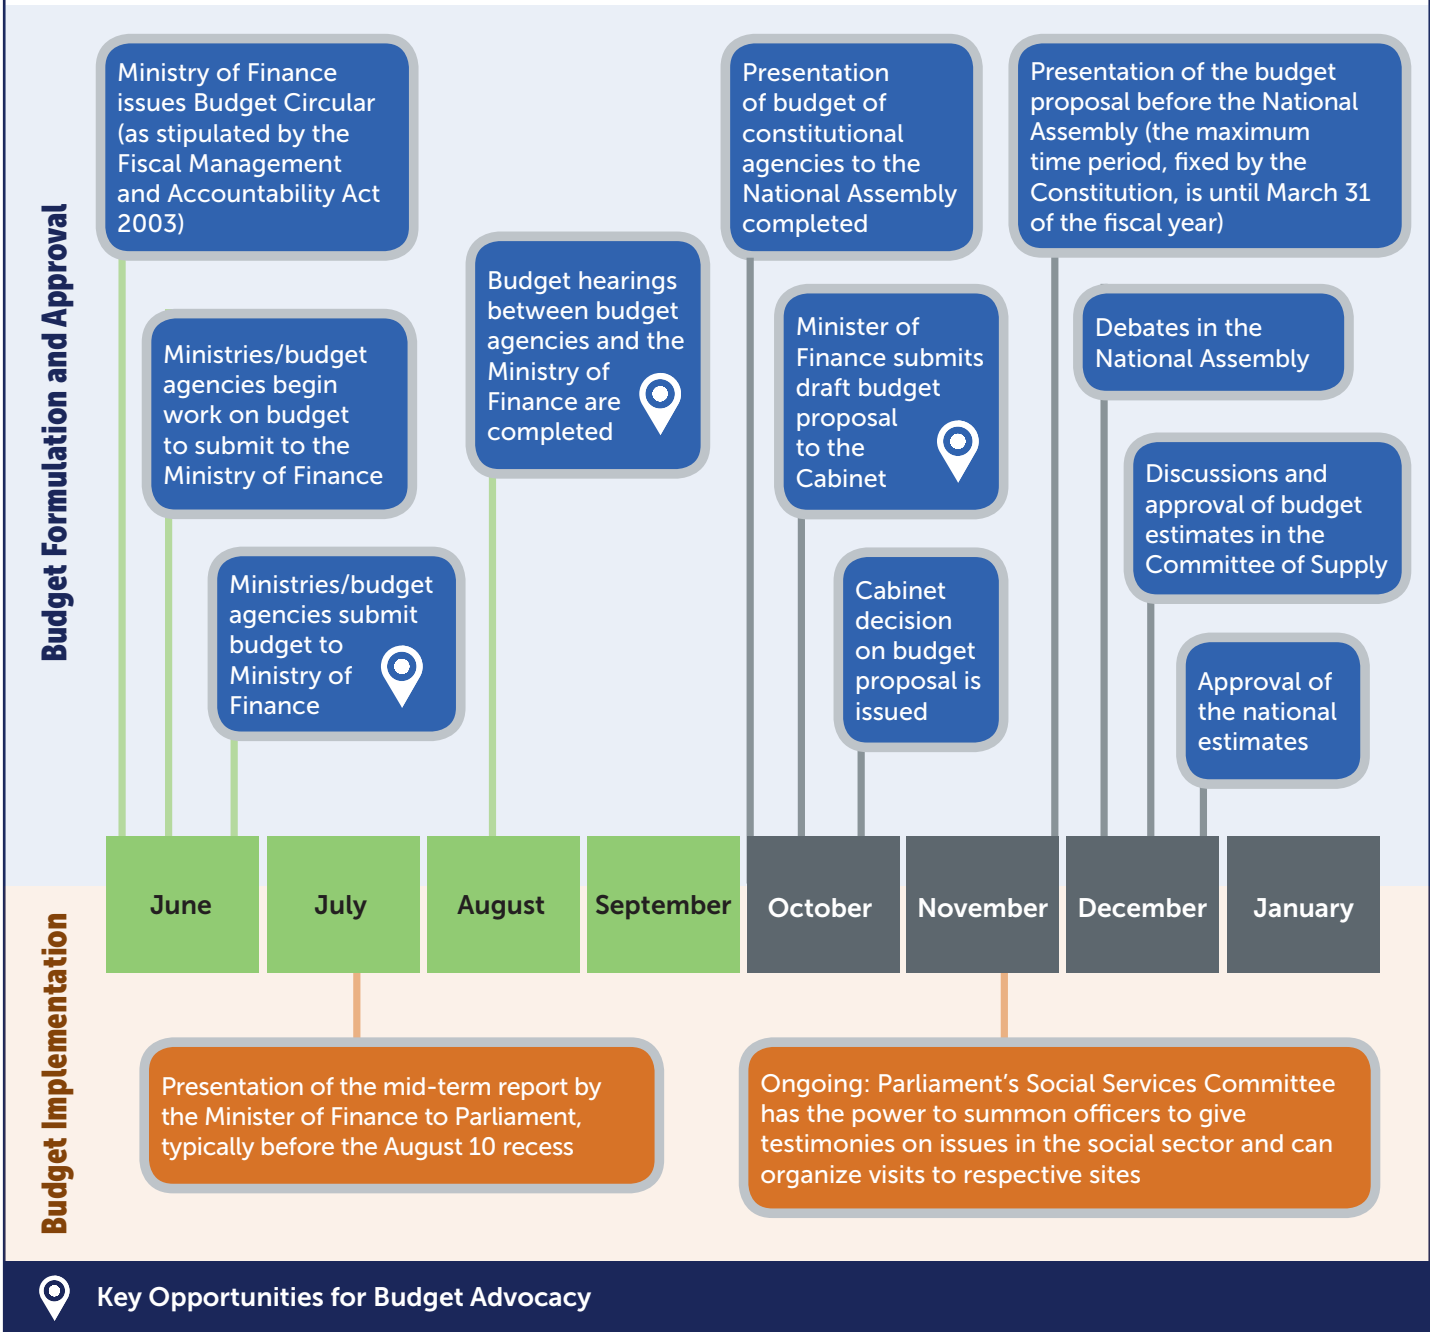 Budget Formulation and Approval
Ministry of Finance
issues Budget Circular
(as stipulated by the
Fiscal Management
and Accountability Act
2003)
Ministries/budget
agencies begin
work on budget
to submit to the
Ministry of Finance
Ministries/budget
agencies submit
budget to
Ministry of
Finance
Budget hearings
between budget
agencies and the
Ministry of
Finance are
completed
Presentation
of budget of
constitutional
agencies to the
National Assembly
completed
Minister of
Finance submits
draft budget
proposal
to the
Cabinet
Cabinet
decision
on budget
proposal is
issued
Presentation of the budget
proposal before the National
Assembly (the maximum
time period, fixed by the
Constitution, is until March 31
of the fiscal year)
Debates in the
National Assembly
Discussions and
approval of budget
estimates in the
Committee of Supply
Approval of
the national
estimates
June
July
August
September
October
November
December
January
Budget Implementation
Presentation of the mid-term report by
the Minister of Finance to Parliament,
typically before the August 10 recess
Ongoing: Parliament’s Social Services Committee
has the power to summon officers to give
testimonies on issues in the social sector and can
organize visits to respective sites
Key Opportunities for Budget Advocacy